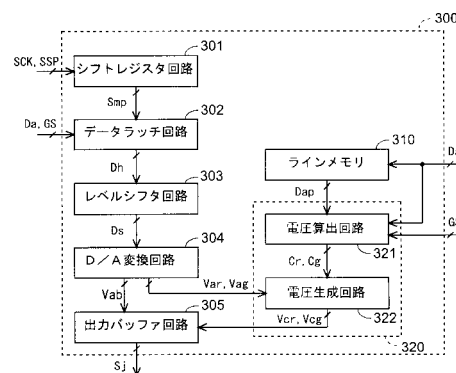 300
301
SCK,SSP
シフトレジスタ回路
Smp
302
Da,GS
データラッチ回路
310
Dh
ラインメモリ
303
Dap
レベルシフタ回路
電圧算出回路
321
Ds
304
Cr,Cg
D/A変換回路
Var,Vag
電圧生成回路
Vab
305
322
出力バッファ回路
Vcr,Vcg
320
Sj